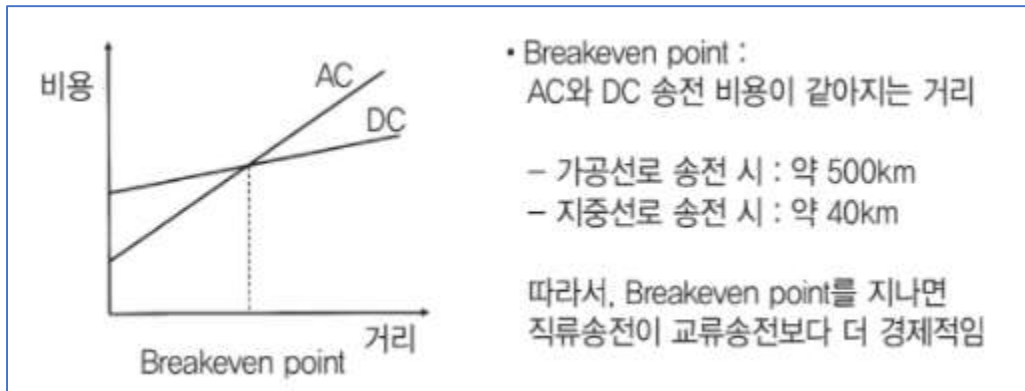 비용
AC
DC
거리
Breakeven point
• Breakeven point :
AC와 DC 송전 비용이 같아지는 거리
– 가공선로 송전 시 : 약 500km
– 지중선로 송전 시 : 약 40km
따라서, Breakeven point를 지나면
직류송전이 교류송전보다 더 경제적임